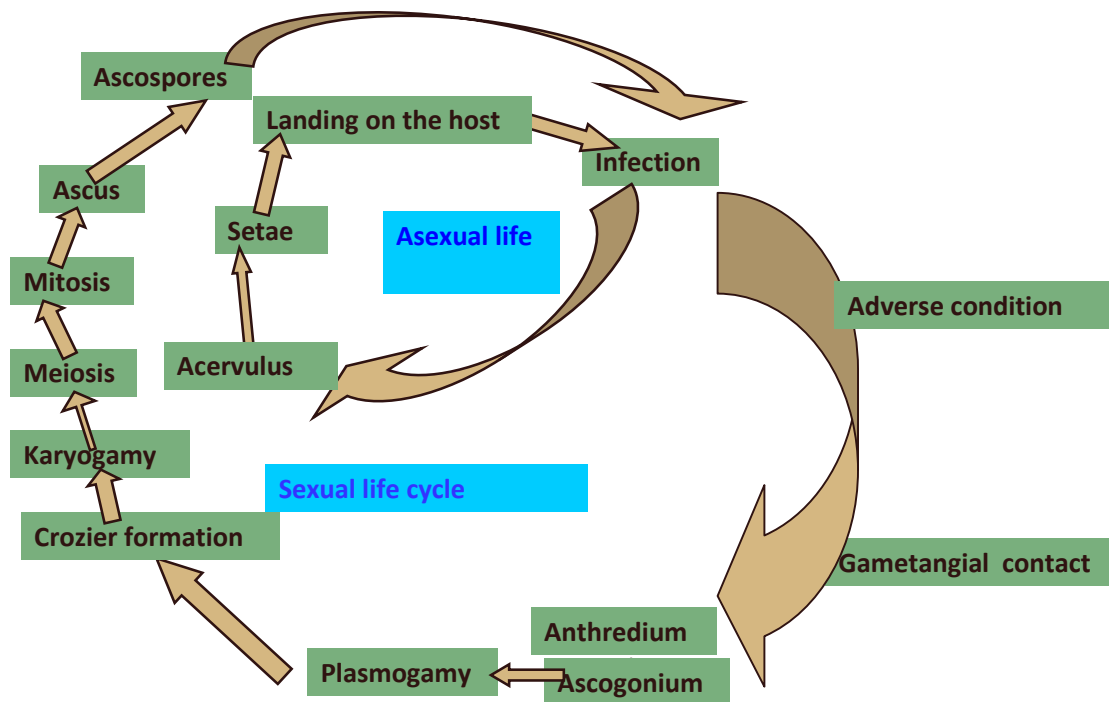 Ascospores
Landing on the host
Infection
Ascus
Setae
Asexual life
Mitosis
Adverse condition
Meiosis
Acervulus
Karyogamy
Sexual life cycle
Crozier formation
Gametangial contact
Anthredium
Plasmogamy
Ascogonium